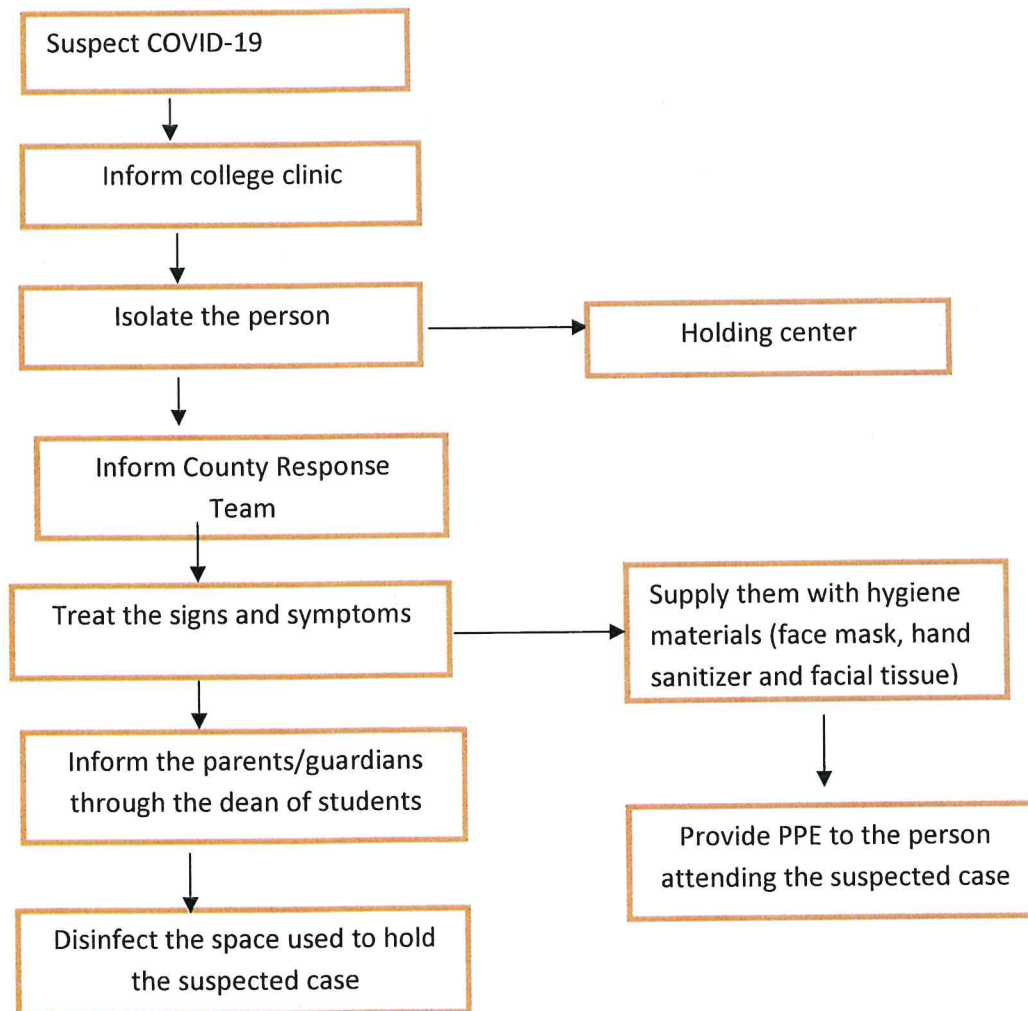 Suspect COVID-19
Inform college clinic
Isolate the person
Holding center
Inform County Response
Team
Treat the signs and symptoms
Supply them with hygiene
materials (face mask, hand
sanitizer and facial tissue)
Inform the parents/guardians
through the dean of students
Provide PPE to the person
attending the suspected case
Disinfect the space used to hold
the suspected case